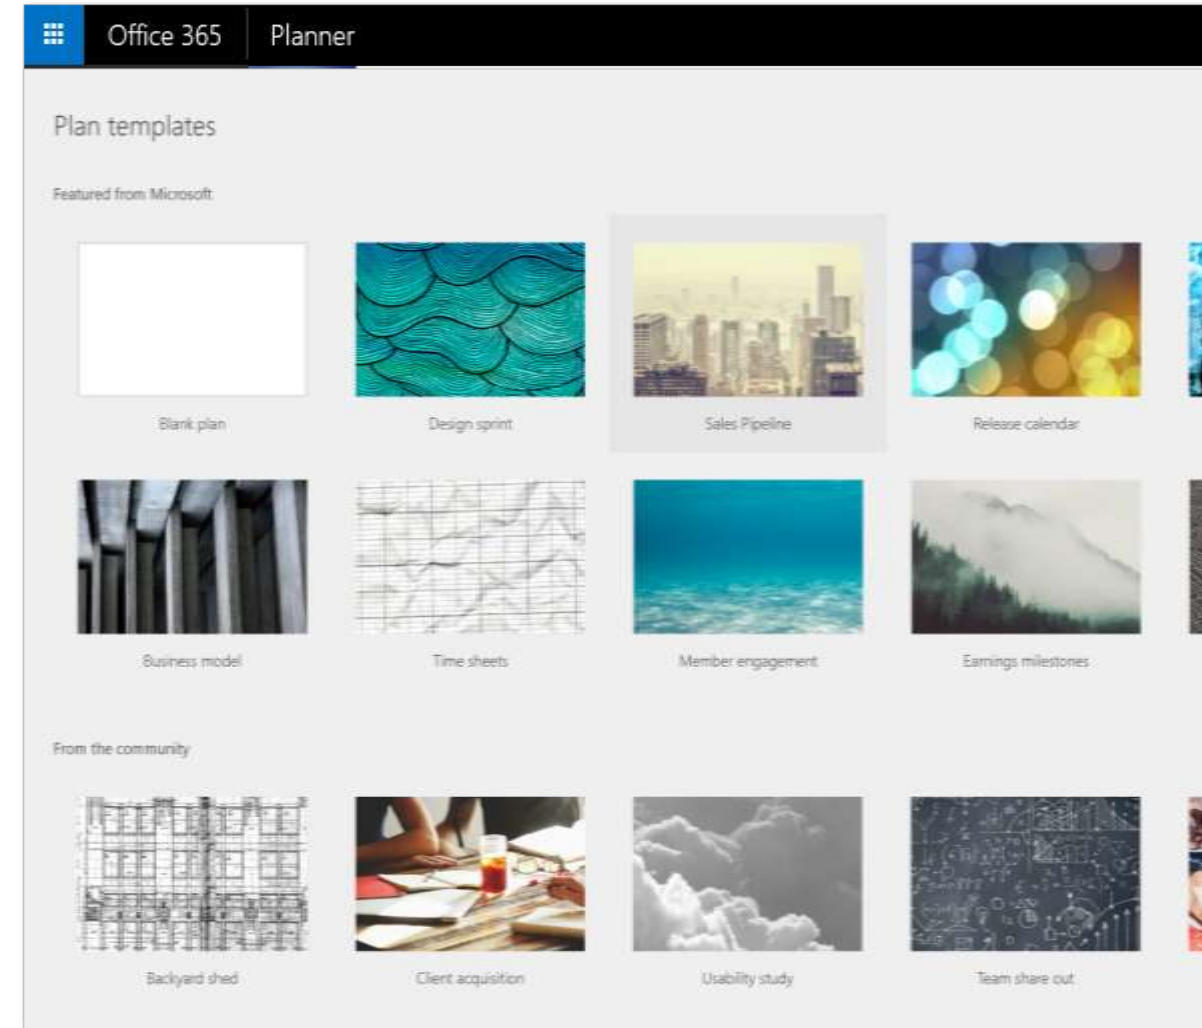 Office 365 Planner
Plan templates
Featured from Microsoft
Blank plan
Design sprint
Sales Pipeline
Release calendar
Business model
Time sheets
Member engagement
Earnings milestones
From the community
Backyard shed
Client acquisition
Usability study
Team share out